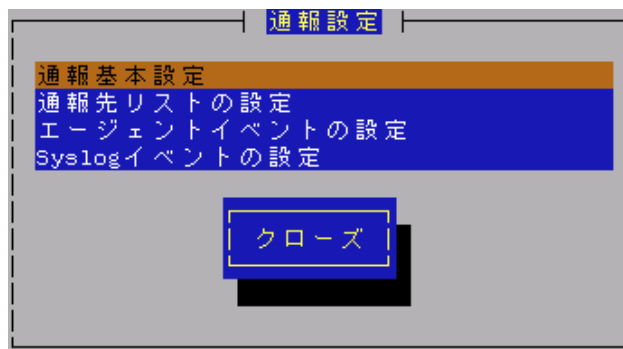 通報設定
通報基本設定
通報先リストの設定
エージェントイベントの設定
Syslogイベントの設定
クローズ